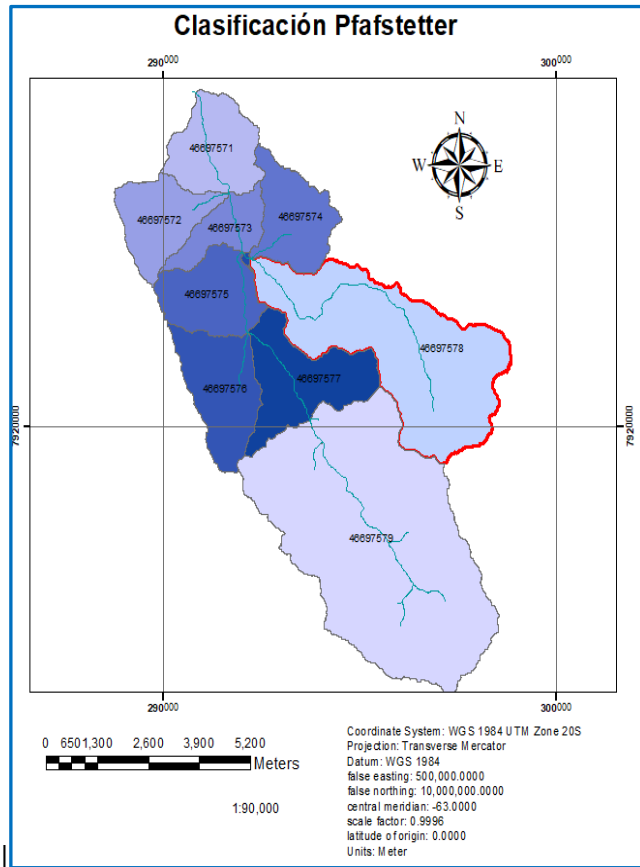 Clasificación Pfafstetter
290000 300000
N
W E
S
46697571
46697572
46697573
46697574
46697575
46697578
46697576
46697577
7920000 7920000
46697579
290000 300000
0 650 1,300 2,600 3,900 5,200
Meters
1:90,000
Coordinate System: WGS 1984 UTM Zone 20S
Projection: Transverse Mercator
Datum: WGS 1984
false easting: 500,000.0000
false northing: 10,000,000.0000
central meridian: -63.0000
scale factor: 0.9996
latitude of origin: 0.0000
Units: Meter